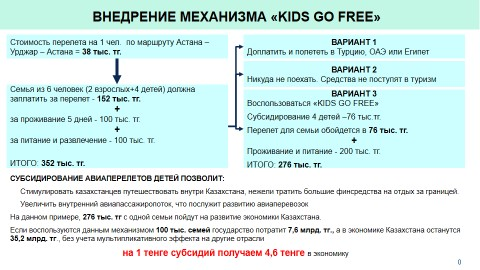 ВНЕДРЕНИЕ МЕХАНИЗМА «KIDS GO FREE»
Стоимость перелета на 1 чел. по маршруту Астана –
Урджар – Астана = 38 тыс. тг.
Семья из 6 человек (2 взрослых+4 детей) должна
заплатить за перелет - 152 тыс. тг.
+
за проживание 5 дней - 100 тыс. тг.
+
за питание и развлечение - 100 тыс. тг.
ИТОГО: 352 тыс. тг.
ВАРИАНТ 1
Доплатить и полететь в Турцию, ОАЭ или Египет
ВАРИАНТ 2
Никуда не поехать. Средства не поступят в туризм
ВАРИАНТ 3
Воспользоваться «KIDS GO FREE»
Субсидирование 4 детей –76 тыс.тг.
Перелет для семьи обойдется в 76 тыс. тг.
+
Проживание и питание - 200 тыс. тг.
ИТОГО: 276 тыс. тг.
СУБСИДИРОВАНИЕ АВИАПЕРЕЛЕТОВ ДЕТЕЙ ПОЗВОЛИТ:
Стимулировать казахстанцев путешествовать внутри Казахстана, нежели тратить большие финсредства на отдых за границей.
Увеличить внутренний авиапассажиропоток, что послужит развитию авиаперевозок
На данном примере, 276 тыс. тг с одной семьи пойдут на развитие экономики Казахстана.
Если воспользуются данным механизмом 100 тыс. семей государство потратит 7,6 млрд. тг., а в экономике Казахстана останутся
35,2 млрд. тг., без учета мультипликативного эффекта на другие отрасли
на 1 тенге субсидий получаем 4,6 тенге в экономику
0